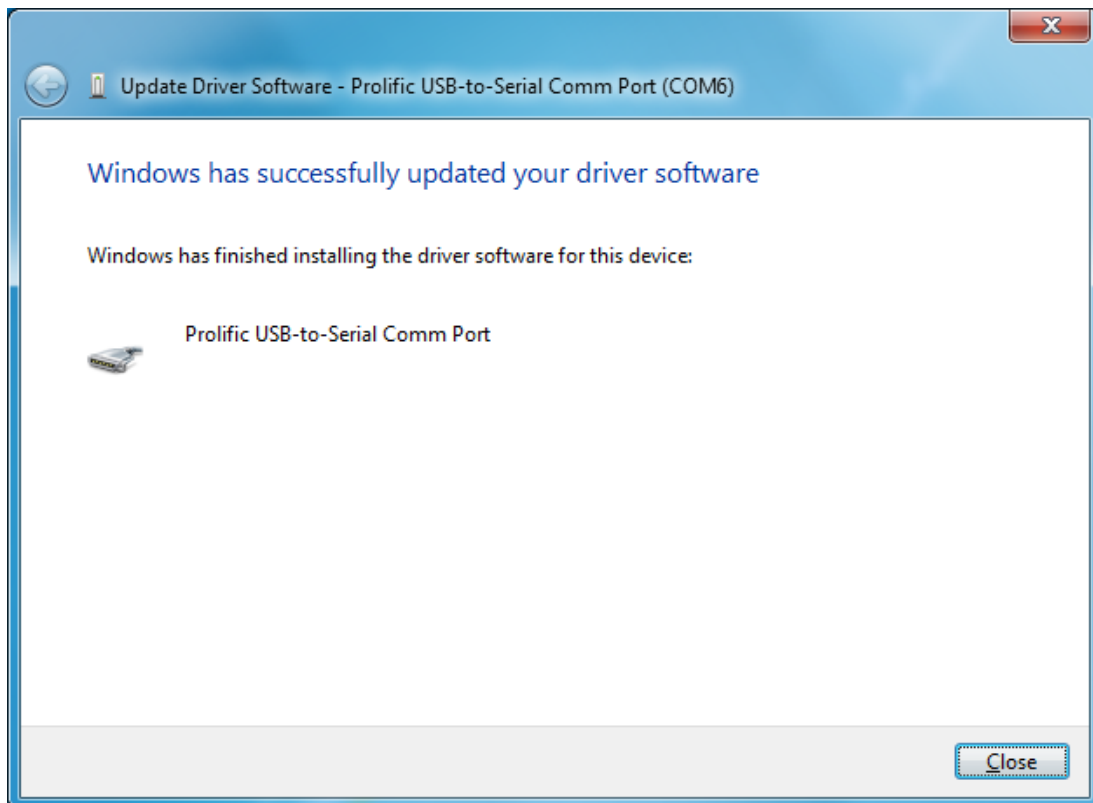 Update Driver Software - Prolific USB-to-Serial Comm Port (COM6)
Windows has successfully updated your driver software
Windows has finished installing the driver software for this device:
Prolific USB-to-Serial Comm Port
Close